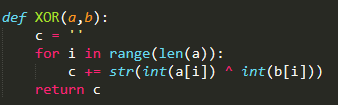 def XOR(a,b):
    c = ''
    for i in range(len(a)):
        c += str(int(a[i]) ^ int(b[i]))
    return c